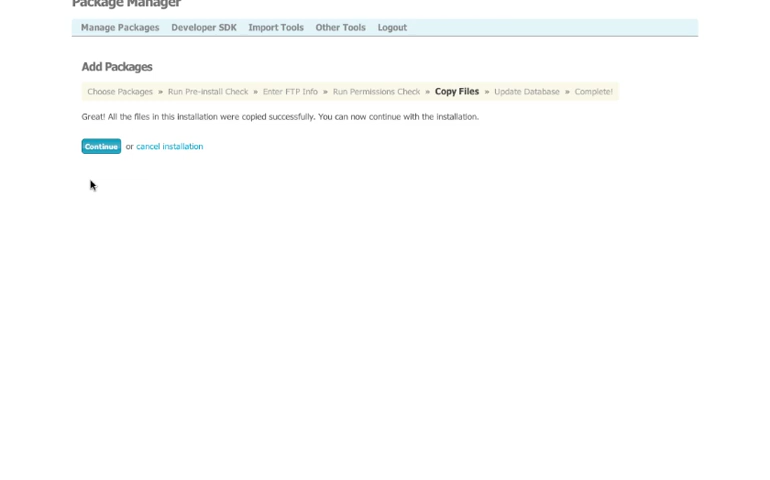 Package Manager
Manage Packages Developer SDK Import Tools Other Tools Logout
Add Packages
Choose Packages » Run Pre-install Check » Enter FTP Info » Run Permissions Check » Copy Files » Update Database » Complete!
Great! All the files in this installation were copied successfully. You can now continue with the installation.
Continue or cancel installation